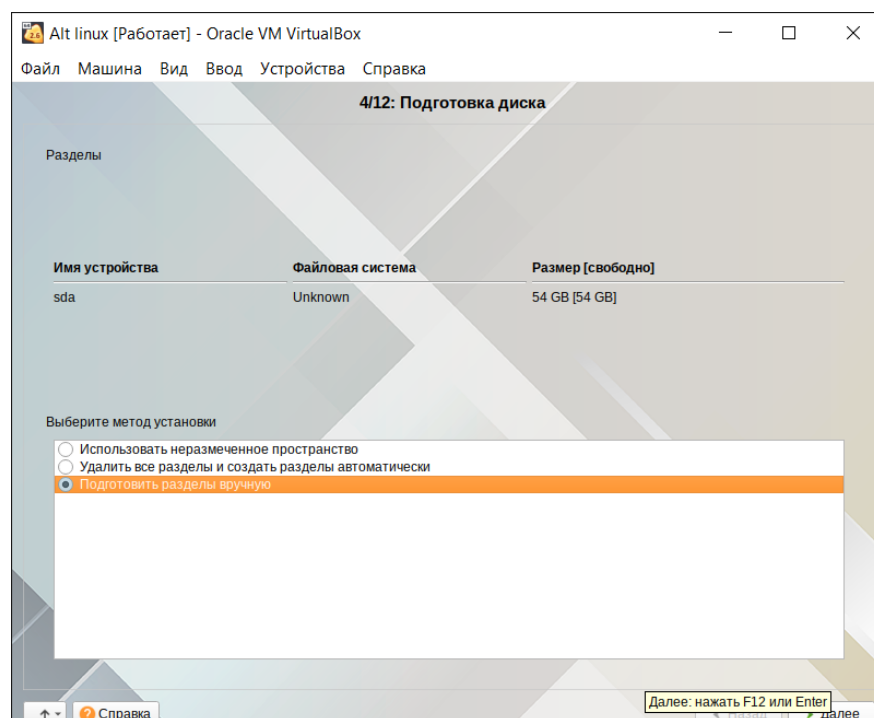 Alt linux [Работает] - Oracle VM VirtualBox
Файл Машина Вид Ввод Устройства Справка
4/12: Подготовка диска
Разделы
Имя устройства Файловая система Размер [свободно]
sda Unknown 54 GB [54 GB]
Выберите метод установки
Использовать неразмеченное пространство
Удалить все разделы и создать разделы автоматически
Подготовить разделы вручную
Далее: нажать F12 или Enter
Справка Назад Далее